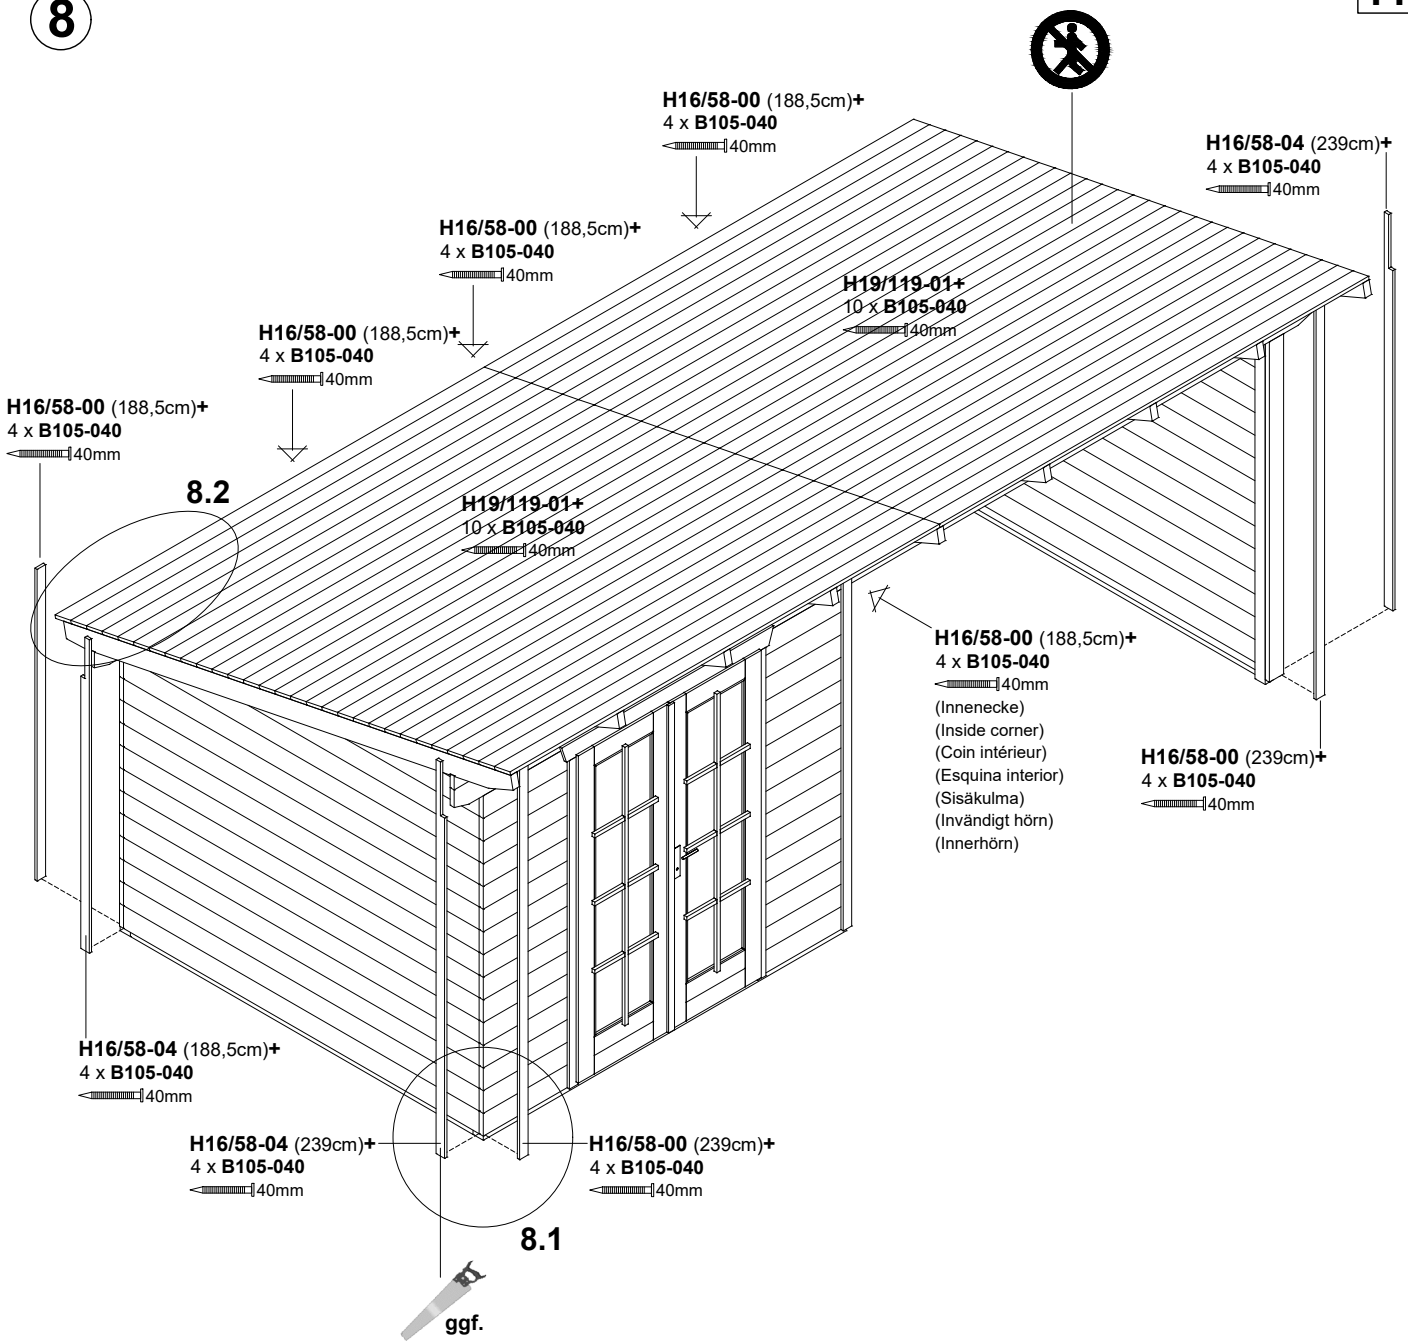 8
H16/58-00 (188,5cm)+
4 x B105-040
40mm
H16/58-04 (239cm)+
4 x B105-040
40mm
H16/58-00 (188,5cm)+
4 x B105-040
40mm
H19/119-01+
10 x B105-040
40mm
H16/58-00 (188,5cm)+
4 x B105-040
40mm
H16/58-00 (188,5cm)+
4 x B105-040
40mm
8.2
H19/119-01+
10 x B105-040
40mm
H16/58-00 (188,5cm)+
4 x B105-040
40mm
(Innenecke)
(Inside corner)
(Coin intérieur)
(Esquina interior)
(Sisäkulma)
(Invändigt hörn)
(Innerhörn)
H16/58-00 (239cm)+
4 x B105-040
40mm
H16/58-04 (188,5cm)+
4 x B105-040
40mm
H16/58-04 (239cm)+
4 x B105-040
40mm
H16/58-00 (239cm)+
4 x B105-040
40mm
8.1
ggf.